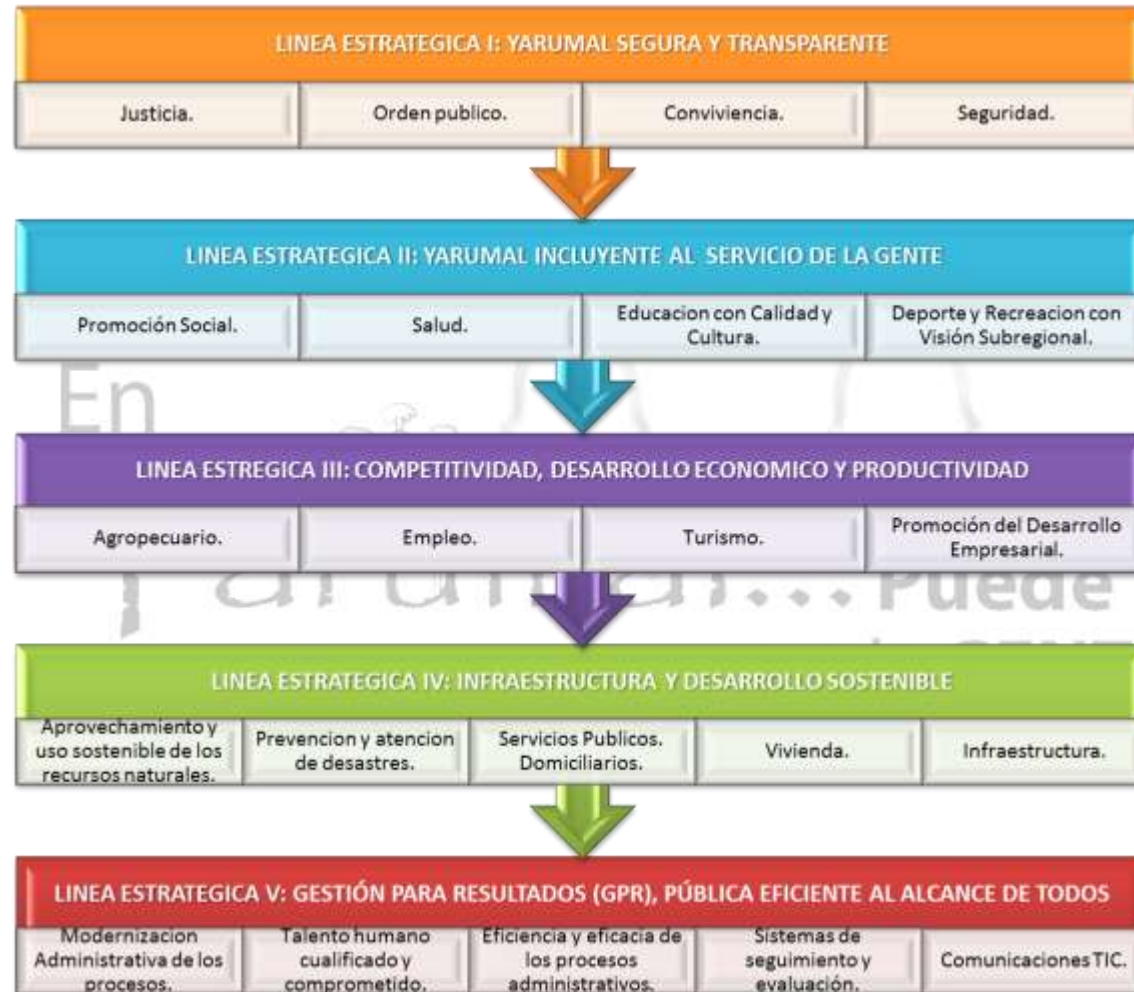 LINEA ESTRATEGICA I: YARUMAL SEGURA Y TRANSPARENTE
Justicia.
Orden publico.
Conviviencia.
Seguridad.
LINEA ESTRATEGICA II: YARUMAL INCLUYENTE AL SERVICIO DE LA GENTE
Promoción Social.
Salud.
Educacion con Calidad y
Cultura.
Deporte y Recreacion con
Visión Subregional.
En
LINEA ESTREGICA III: COMPETITIVIDAD, DESARROLLO ECONOMICO Y PRODUCTIVIDAD
Agropecuario.
Empleo.
Turismo.
Promoción del Desarrollo
Empresarial.
Yarumal... Puede
LINEA ESTRATEGICA IV: INFRAESTRUCTURA Y DESARROLLO SOSTENIBLE
Aprovechamiento y
uso sostenible de los
recursos naturales.
Prevencion y atencion
de desastres.
Servicios Publicos.
Domiciliarios.
Vivienda.
Infraestructura.
LINEA ESTRATEGICA V: GESTIÓN PARA RESULTADOS (GPR), PÚBLICA EFICIENTE AL ALCANCE DE TODOS
Modernizacion
Administrativa de los
procesos.
Talento humano
cualificado y
comprometido.
Eficiencia y eficacia de
los procesos
administrativos.
Sistemas de
seguimiento y
evaluación.
Comunicaciones TIC.